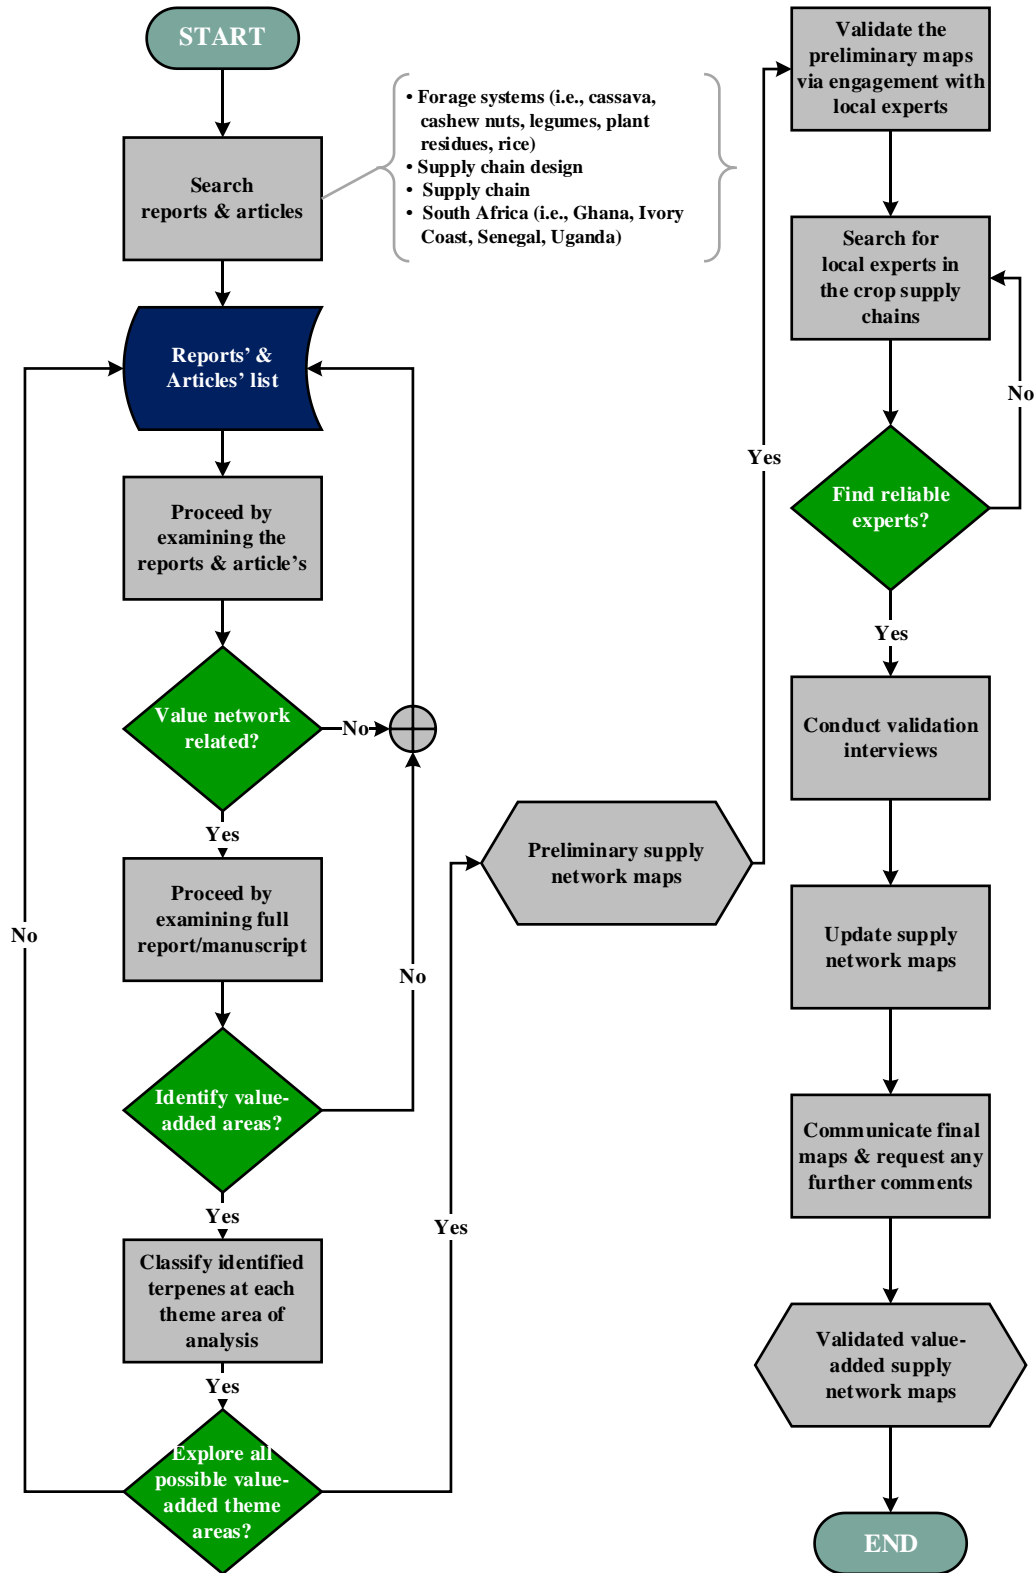 START
Search
reports & articles
• Forage systems (i.e., cassava,
cashew nuts, legumes, plant
residues, rice)
• Supply chain design
• Supply chain
• South Africa (i.e., Ghana, Ivory
Coast, Senegal, Uganda)
Reports’ &
Articles’ list
Proceed by
examining the
reports & article’s
Value network
related?
No
Yes
Proceed by
examining full
report/manuscript
No
No
Identify value-
added areas?
Yes
Classify identified
terpenes at each
theme area of
analysis
Yes
Explore all
possible value-
added theme
areas?
Yes
Preliminary supply
network maps
Yes
Validate the
preliminary maps
via engagement with
local experts
Search for
local experts in
the crop supply
chains
No
Find reliable
experts?
Yes
Conduct validation
interviews
Update supply
network maps
Communicate final
maps & request any
further comments
Validated value-
added supply
network maps
END